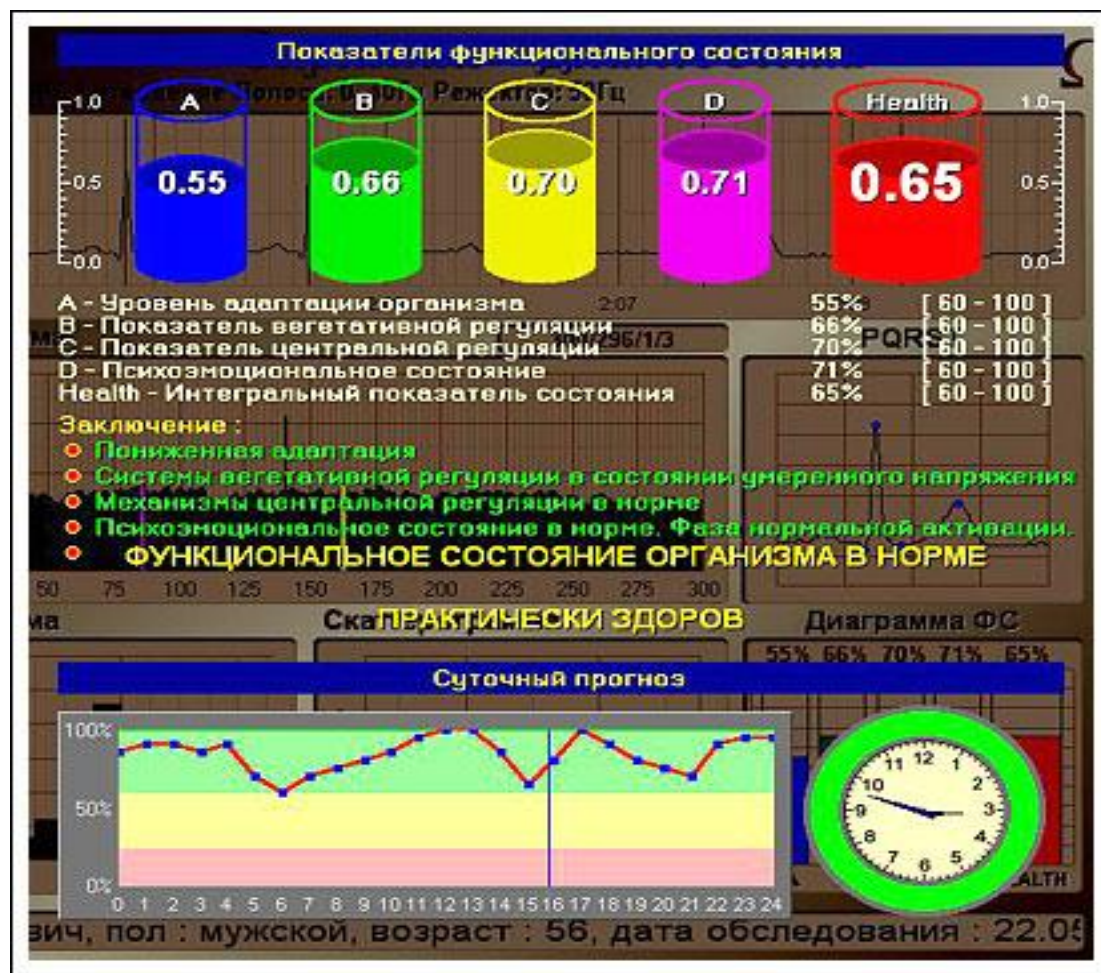 Показатели функционального состояния
A B C D Health
1.0 1.0
0.55 0.66 0.70 0.71 0.65
0.5 0.5
0.0 0.0
2:07
A - Уровень адаптации организма 55% [ 60 - 100 ]
B - Показатель вегетативной регуляции 66% [ 60 - 100 ]
C - Показатель центральной регуляции 70% [ 60 - 100 ]
D - Психоэмоциональное состояние 71% [ 60 - 100 ]
Health - Интегральный показатель состояния 65% [ 60 - 100 ]
PQRS
Заключение :
Пониженная адаптация
Системы вегетативной регуляции в состоянии умеренного напряжения
Механизмы центральной регуляции в норме
Психоэмоциональное состояние в норме. Фаза нормальной активации.
ФУНКЦИОНАЛЬНОЕ СОСТОЯНИЕ ОРГАНИЗМА В НОРМЕ
50 75 100 125 150 175 200 225 250 275 300
ПРАКТИЧЕСКИ ЗДОРОВ
Диаграмма ФС
55% 66% 70% 71% 65%
Суточный прогноз
100%
50%
0%
0 1 2 3 4 5 6 7 8 9 10 11 12 13 14 15 16 17 18 19 20 21 22 23 24
12 1 2 3 4 5 6 7 8 9 10 11
вич, пол : мужской, возраст : 56, дата обследования : 22.05